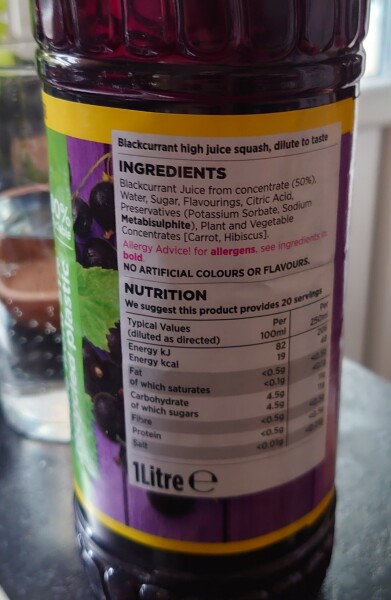 Blackcurrant high juice squash, dilute to taste
INGREDIENTS
Blackcurrant Juice from concentrate (50%),
Water, Sugar, Flavourings, Citric Acid,
Preservatives (Potassium Sorbate, Sodium
Metabisulphite), Plant and Vegetable
Concentrates [Carrot, Hibiscus].
Allergy Advice! for allergens, see ingredients in
bold.
NO ARTIFICIAL COLOURS OR FLAVOURS.
NUTRITION
We suggest this product provides 20 servings
Typical Values Per Per
(diluted as directed) 100ml 250ml
Energy kJ 82
Energy kcal 19
Fat <0.5g
of which saturates <0.1g
Carbohydrate 4.5g
of which sugars 4.5g
Fibre <0.5g
Protein <0.5g
Salt <0.01g
1Litre ℮